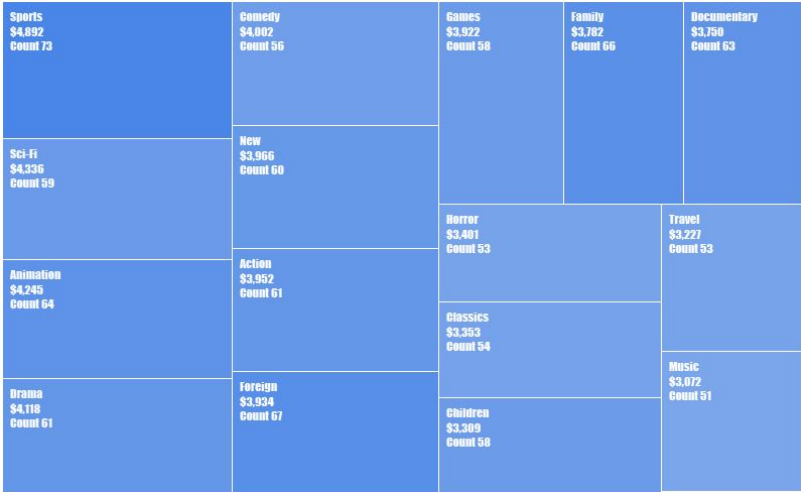 Sports
$4,892
Count 73
Sci-Fi
$4,336
Count 59
Animation
$4,245
Count 64
Drama
$4,118
Count 61
Comedy
$4,002
Count 56
New
$3,966
Count 60
Action
$3,952
Count 61
Foreign
$3,934
Count 67
Games
$3,922
Count 58
Family
$3,782
Count 66
Documentary
$3,750
Count 63
Horror
$3,401
Count 53
Classics
$3,353
Count 54
Children
$3,309
Count 58
Travel
$3,227
Count 53
Music
$3,072
Count 51